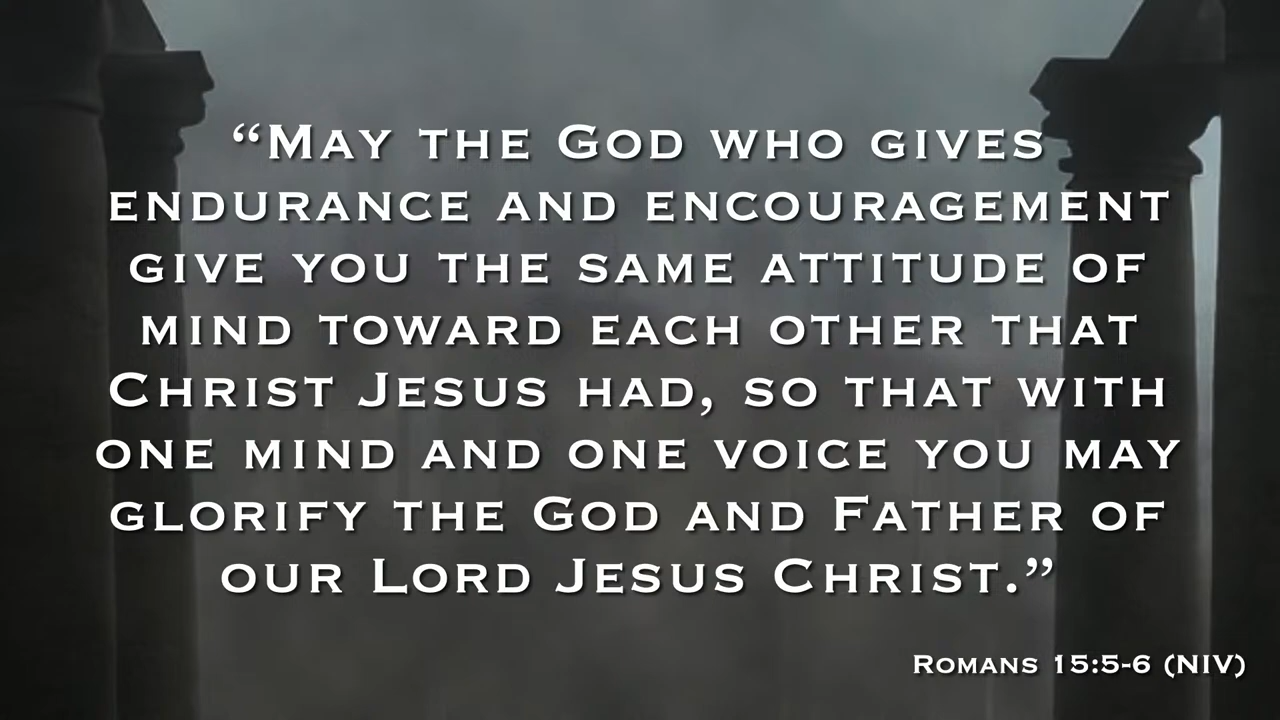 “May the God who gives
endurance and encouragement
give you the same attitude of
mind toward each other that
Christ Jesus had, so that with
one mind and one voice you may
glorify the God and Father of
our Lord Jesus Christ.”
Romans 15:5-6 (NIV)